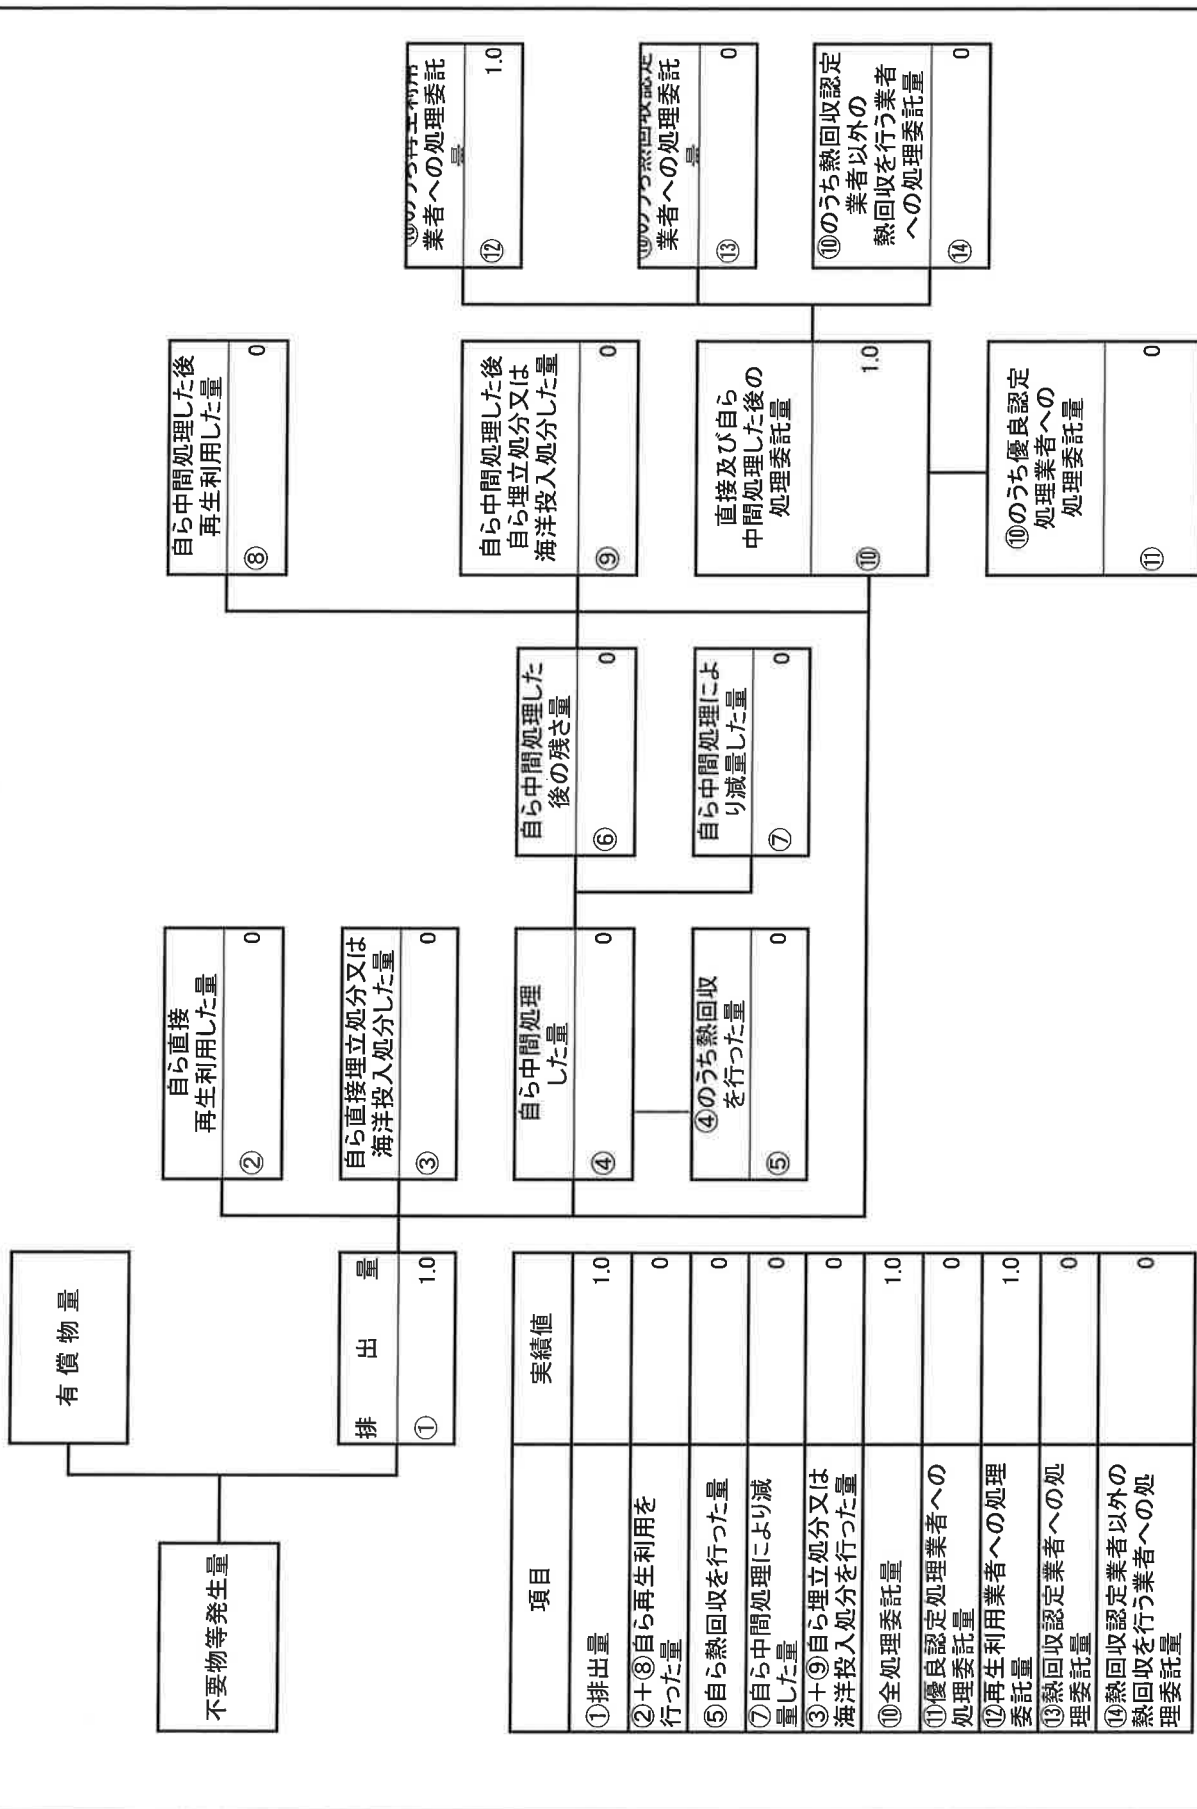 不要物等発生量
有償物量
排出量
①
1.0
自ら直接
再生利用した量
②
0
自ら直接埋立処分又は
海洋投入処分した量
③
0
自ら中間処理
した量
④
0
④のうち熱回収
を行った量
⑤
0
自ら中間処理した
後の残さ量
⑥
0
自ら中間処理によ
り減量した量
⑦
0
自ら中間処理した後
再生利用した量
⑧
0
自ら中間処理した後
自ら埋立処分又は
海洋投入処分した量
⑨
0
直接及び自ら
中間処理した後の
処理委託量
⑩
1.0
⑩のうち優良認定
処理業者への
処理委託量
⑪
0
⑩のうち再生利用
業者への処理委託
量
⑫
1.0
⑩のうち熱回収認定
業者への処理委託
量
⑬
0
⑩のうち熱回収認定
業者以外の
熱回収を行う業者
への処理委託量
⑭
0
項目
実績値
①排出量
1.0
②＋⑧自ら再生利用を
行った量
0
⑤自ら熱回収を行った量
0
⑦自ら中間処理により減
量した量
0
③＋⑨自ら埋立処分又は
海洋投入処分を行った量
0
⑩全処理委託量
1.0
⑪優良認定処理業者への
処理委託量
0
⑫再生利用業者への処理
委託量
1.0
⑬熱回収認定業者への処
理委託量
0
⑭熱回収認定業者以外の
熱回収を行う業者への処
理委託量
0